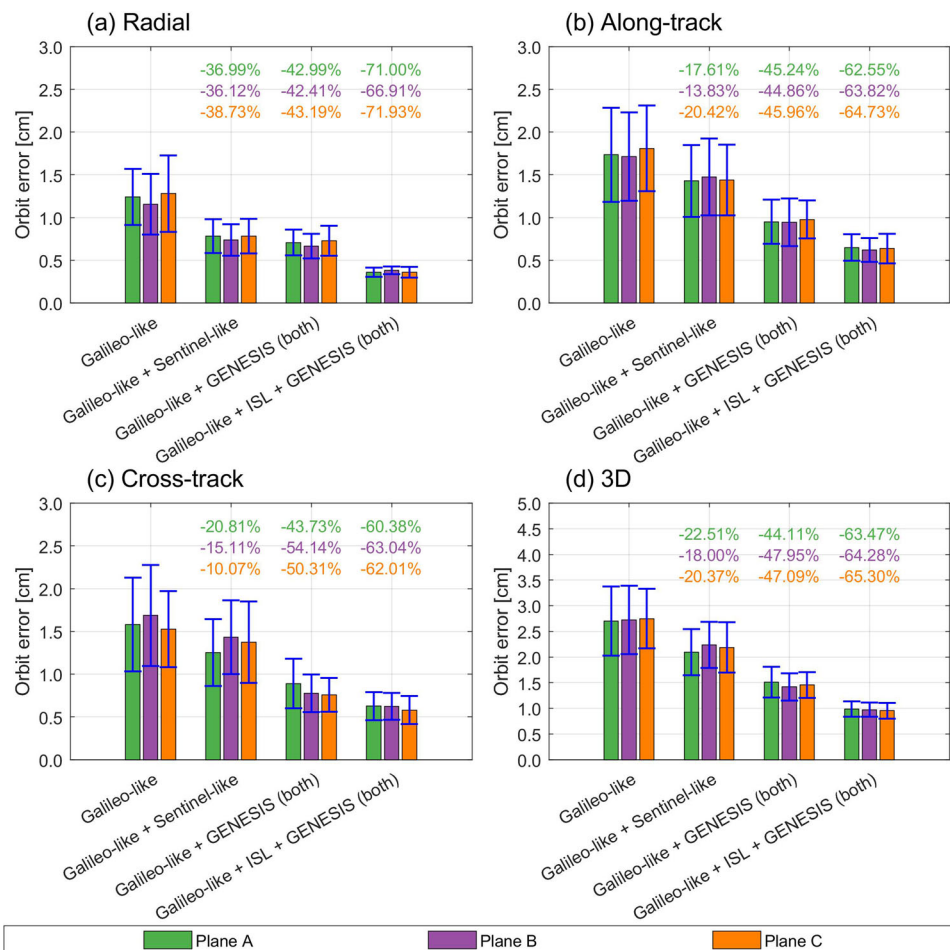 (a) Radial
Orbit error [cm]
3.0
2.5
2.0
1.5
1.0
0.5
0.0
-36.99% -42.99% -71.00%
-36.12% -42.41% -66.91%
-38.73% -43.19% -71.93%
Galileo-like
Galileo-like + Sentinel-like
Galileo-like + GENESIS (both)
Galileo-like + ISL + GENESIS (both)
(b) Along-track
Orbit error [cm]
3.0
2.5
2.0
1.5
1.0
0.5
0.0
-17.61% -45.24% -62.55%
-13.83% -44.86% -63.82%
-20.42% -45.96% -64.73%
Galileo-like
Galileo-like + Sentinel-like
Galileo-like + GENESIS (both)
Galileo-like + ISL + GENESIS (both)
(c) Cross-track
Orbit error [cm]
3.0
2.5
2.0
1.5
1.0
0.5
0.0
-20.81% -43.73% -60.38%
-15.11% -54.14% -63.04%
-10.07% -50.31% -62.01%
Galileo-like
Galileo-like + Sentinel-like
Galileo-like + GENESIS (both)
Galileo-like + ISL + GENESIS (both)
(d) 3D
Orbit error [cm]
5.0
4.5
4.0
3.5
3.0
2.5
2.0
1.5
1.0
0.5
0.0
-22.51% -44.11% -63.47%
-18.00% -47.95% -64.28%
-20.37% -47.09% -65.30%
Galileo-like
Galileo-like + Sentinel-like
Galileo-like + GENESIS (both)
Galileo-like + ISL + GENESIS (both)
Plane A Plane B Plane C